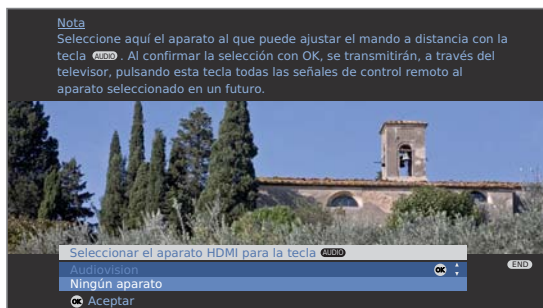 Nota
Seleccione aquí el aparato al que puede ajustar el mando a distancia con la
tecla AUDIO . Al confirmar la selección con OK, se transmitirán, a través del
televisor, pulsando esta tecla todas las señales de control remoto al
aparato seleccionado en un futuro.
Seleccionar el aparato HDMI para la tecla AUDIO
Audiovision OK
END
Ningún aparato
OK Aceptar